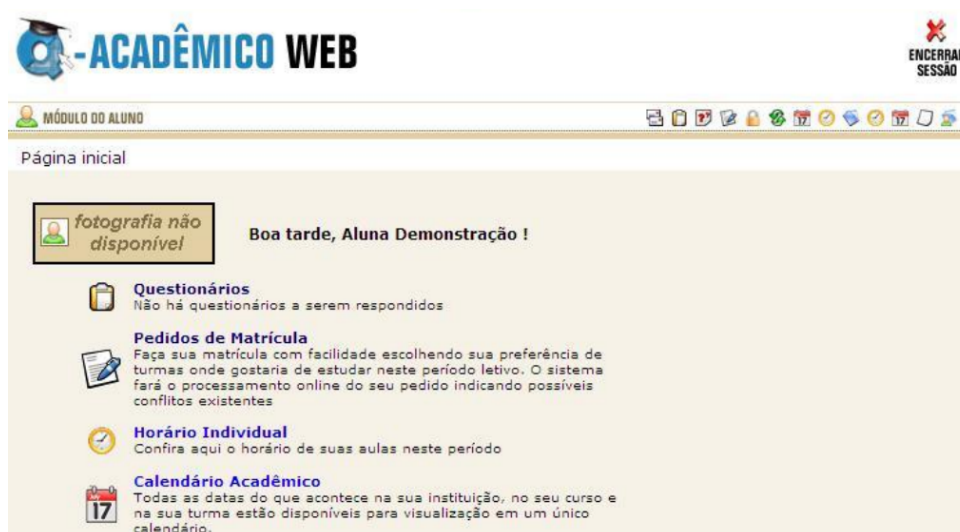 Q-ACADÊMICO WEB
ENCERRAR
SESSÃO
MÓDULO DO ALUNO
17
17
Página inicial
fotografia não
disponível
Boa tarde, Aluna Demonstração !
Questionários
Não há questionários a serem respondidos
Pedidos de Matrícula
Faça sua matrícula com facilidade escolhendo sua preferência de
turmas onde gostaria de estudar neste período letivo. O sistema
fará o processamento online do seu pedido indicando possíveis
conflitos existentes
Horário Individual
Confira aqui o horário de suas aulas neste período
Calendário Acadêmico
17
Todas as datas do que acontece na sua instituição, no seu curso e
na sua turma estão disponíveis para visualização em um único
calendário.